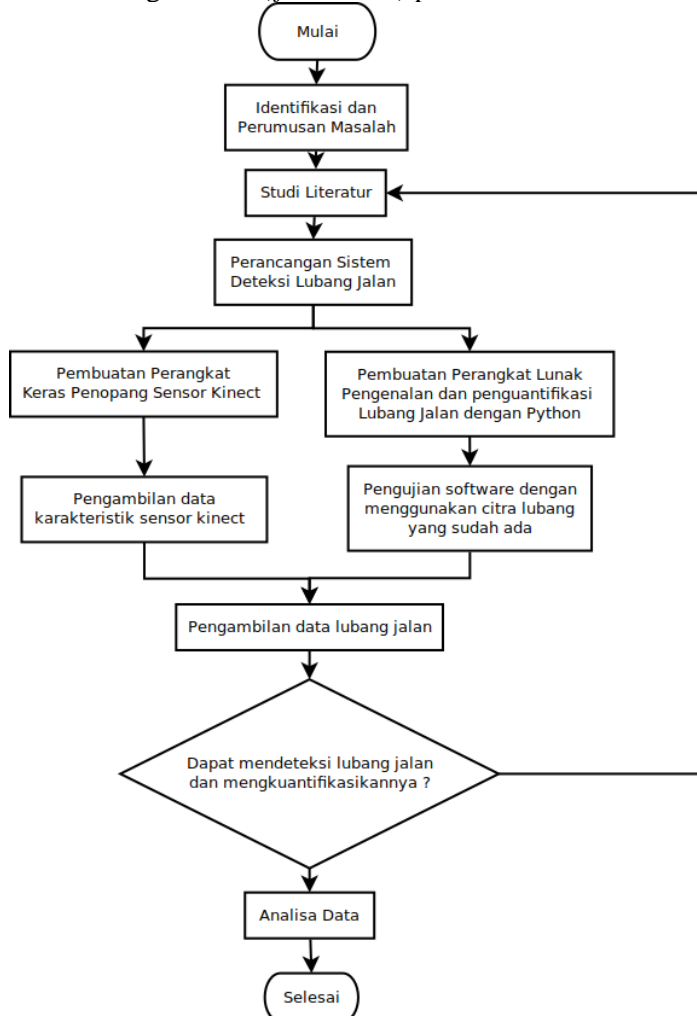 Mulai
Identifikasi dan
Perumusan Masalah
Studi Literatur
Perancangan Sistem
Deteksi Lubang Jalan
Pembuatan Perangkat
Keras Penopang Sensor Kinect
Pembuatan Perangkat Lunak
Pengenalan dan penguantifikasi
Lubang Jalan dengan Python
Pengambilan data
karakteristik sensor kinect
Pengujian software dengan
menggunakan citra lubang
yang sudah ada
Pengambilan data lubang jalan
Dapat mendeteksi lubang jalan
dan mengkuantifikasikannya ?
Analisa Data
Selesai